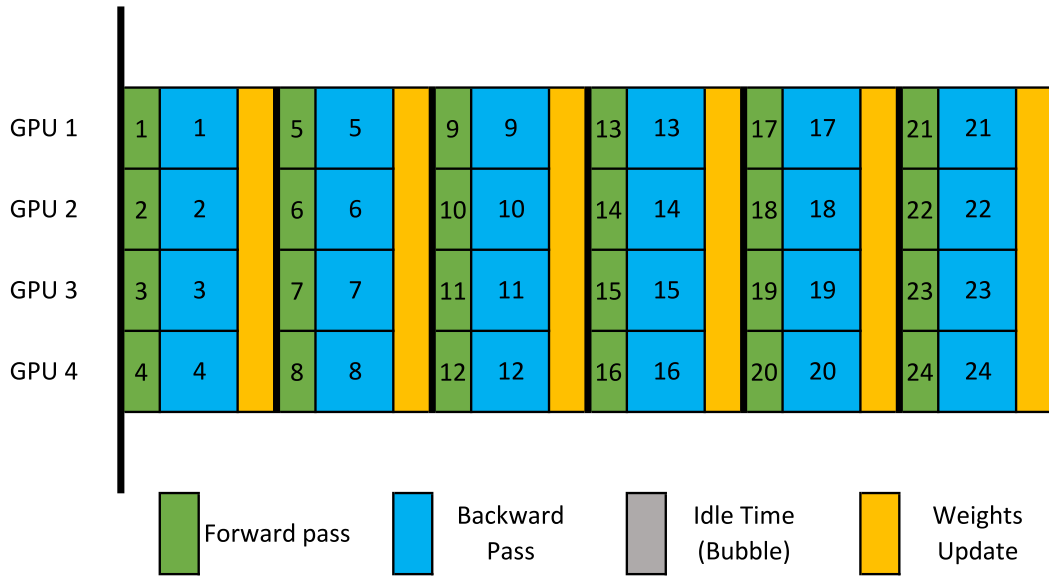 GPU 1 1 1 5 5 9 9 13 13 17 17 21 21
GPU 2 2 2 6 6 10 10 14 14 18 18 22 22
GPU 3 3 3 7 7 11 11 15 15 19 19 23 23
GPU 4 4 4 8 8 12 12 16 16 20 20 24 24
Forward pass
Backward
Pass
Idle Time
(Bubble)
Weights
Update